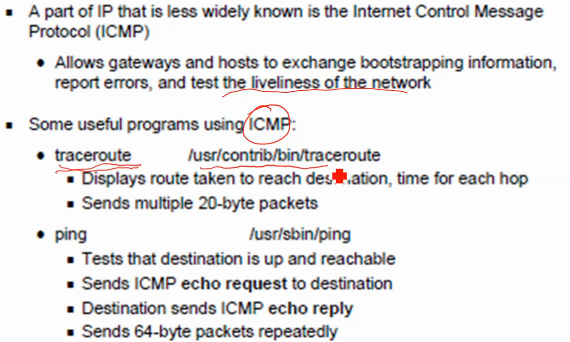 ▪ A part of IP that is less widely known is the Internet Control Message
Protocol (ICMP)
• Allows gateways and hosts to exchange bootstrapping information,
report errors, and test the liveliness of the network
▪ Some useful programs using ICMP:
• traceroute /usr/contrib/bin/traceroute
▪ Displays route taken to reach destination, time for each hop
▪ Sends multiple 20-byte packets
• ping /usr/sbin/ping
▪ Tests that destination is up and reachable
▪ Sends ICMP echo request to destination
▪ Destination sends ICMP echo reply
▪ Sends 64-byte packets repeatedly